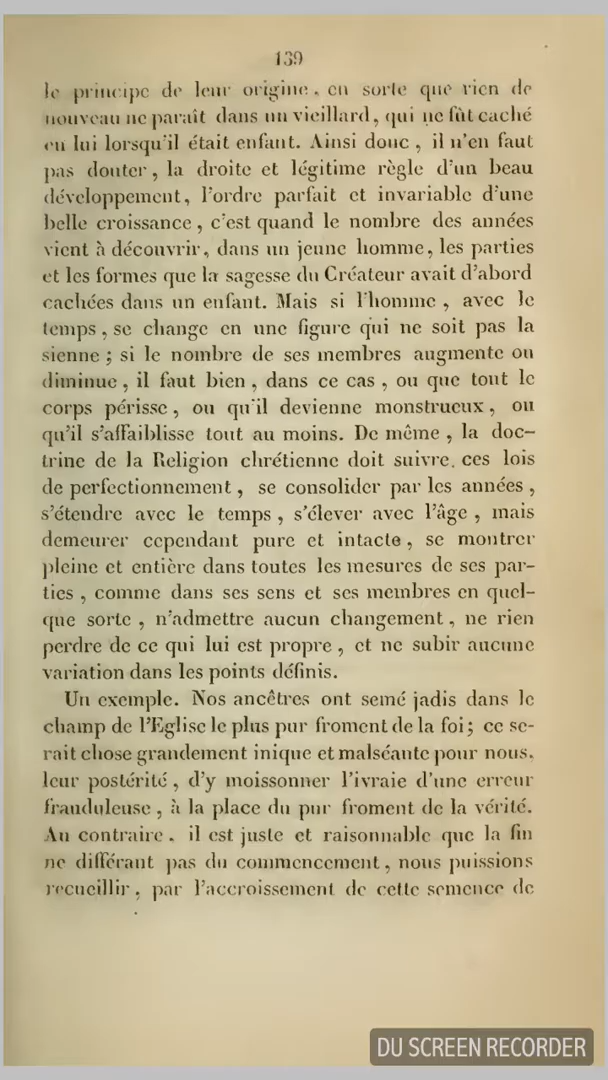 139
le principe de leur origine, en sorte que rien de
nouveau ne paraît dans un vieillard, qui ne fût caché
en lui lorsqu'il était enfant. Ainsi donc, il n'en faut
pas douter, la droite et légitime règle d'un beau
développement, l'ordre parfait et invariable d'une
belle croissance, c'est quand le nombre des années
vient à découvrir, dans un jeune homme, les parties
et les formes que la sagesse du Créateur avait d'abord
cachées dans un enfant. Mais si l'homme, avec le
temps, se change en une figure qui ne soit pas la
sienne; si le nombre de ses membres augmente ou
diminue, il faut bien, dans ce cas, ou que tout le
corps périsse, ou qu'il devienne monstrueux, ou
qu'il s'affaiblisse tout au moins. De même, la doc-
trine de la Religion chrétienne doit suivre. ces lois
de perfectionnement, se consolider par les années,
s'étendre avec le temps, s'élever avec l'âge, mais
demeurer cependant pure et intacte, se montrer
pleine et entière dans toutes les mesures de ses par-
ties, comme dans ses sens et ses membres en quel-
que sorte, n'admettre aucun changement, ne rien
perdre de ce qui lui est propre, et ne subir aucune
variation dans les points définis.
Un exemple. Nos ancêtres ont semé jadis dans le
champ de l'Eglise le plus pur froment de la foi; ce se-
rait chose grandement inique et malséante pour nous,
leur postérité, d'y moissonner l'ivraie d'une erreur
frauduleuse, à la place du pur froment de la vérité.
Au contraire, il est juste et raisonnable que la fin
ne différant pas du commencement, nous puissions
recueillir, par l'accroissement de cette semence de
DU SCREEN RECORDER